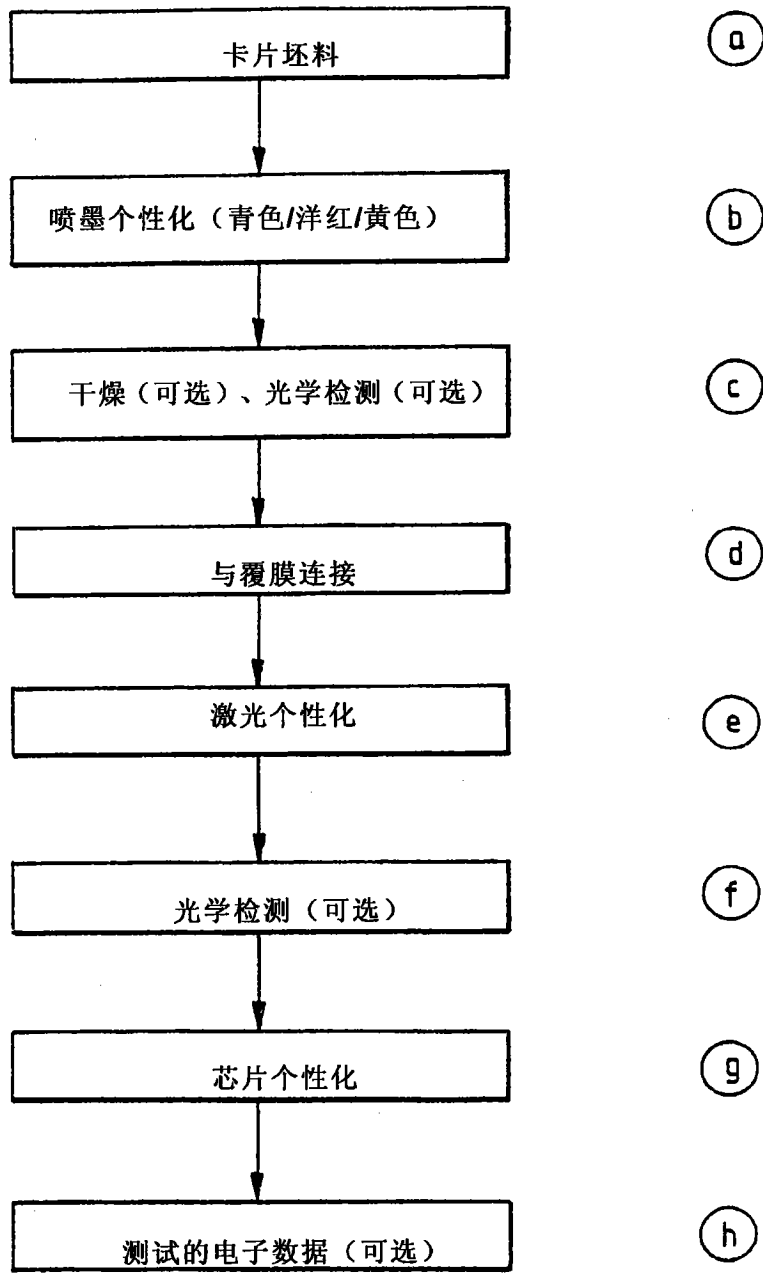 卡片坯料
a
喷墨个性化（青色/洋红/黄色）
b
干燥（可选）、光学检测（可选）
c
与覆膜连接
d
激光个性化
e
光学检测（可选）
f
芯片个性化
g
测试的电子数据（可选）
h